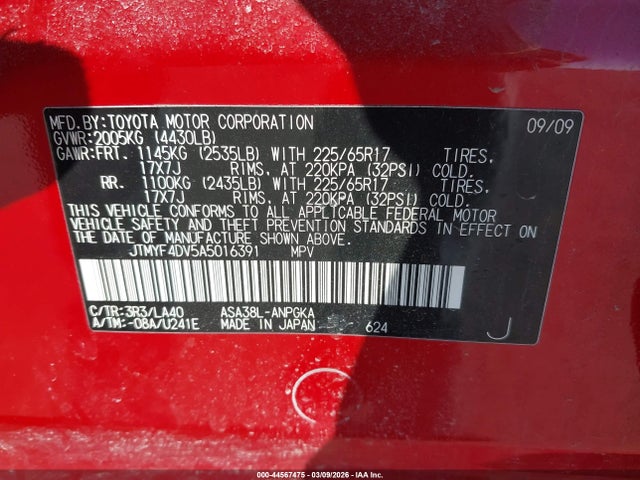 MFD.BY:TOYOTA MOTOR CORPORATION 09/09
GVWR:2005KG (4430LB)
GAWR:FRT. 1145KG (2535LB) WITH 225/65R17 TIRES,
17X7J RIMS, AT 220KPA (32PSI) COLD.
RR. 1100KG (2435LB) WITH 225/65R17 TIRES,
17X7J RIMS, AT 220KPA (32PSI) COLD.
THIS VEHICLE CONFORMS TO ALL APPLICABLE FEDERAL MOTOR
VEHICLE SAFETY AND THEFT PREVENTION STANDARDS IN EFFECT ON
THE DATE OF MANUFACTURE SHOWN ABOVE.
JTMYF4DV5A5016391 MPV
C/TR:3R3/LA40 ASA38L-ANPGKA
A/TM:-08A/U241E MADE IN JAPAN 624 J
000-44567475 - 03/09/2026 - IAA Inc.